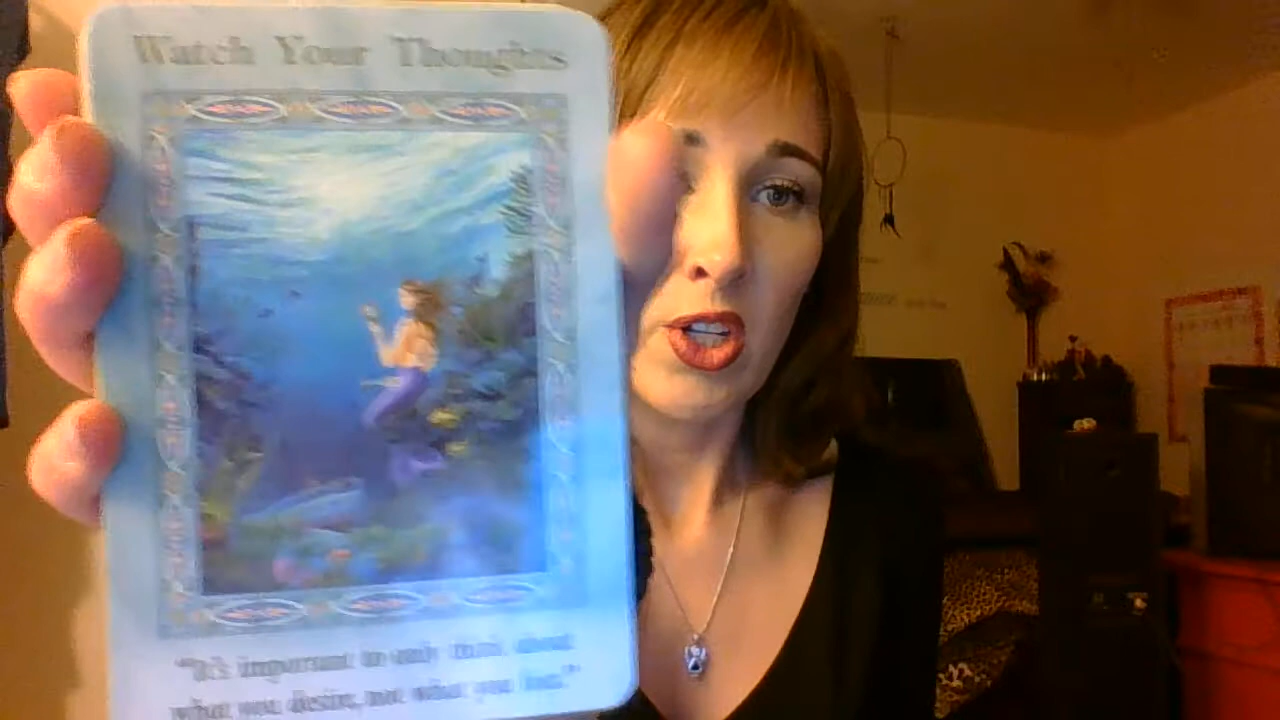 Watch Your Thoughts
"It's important to only think about
what you desire, not what you fear."